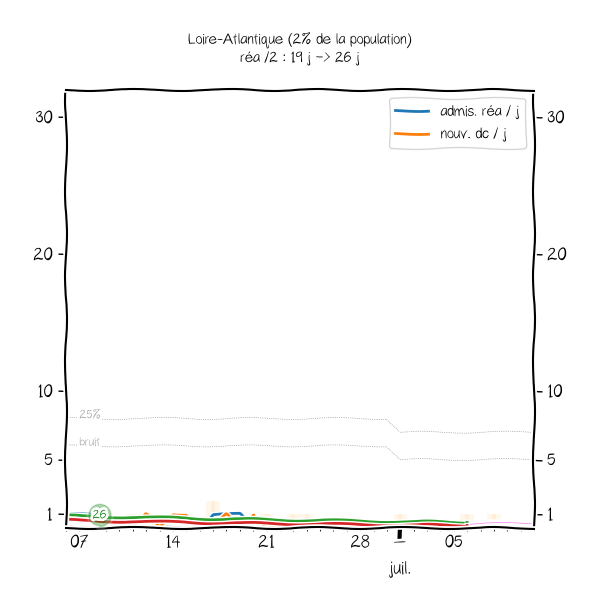 Loire-Atlantique (2% de la population)
réa /2 : 19 j -> 26 j
admis. réa / j
nouv. dc / j
30
30
20
20
10
10
25%
bruit
5
5
1
26
1
07
14
21
28
05
juil.